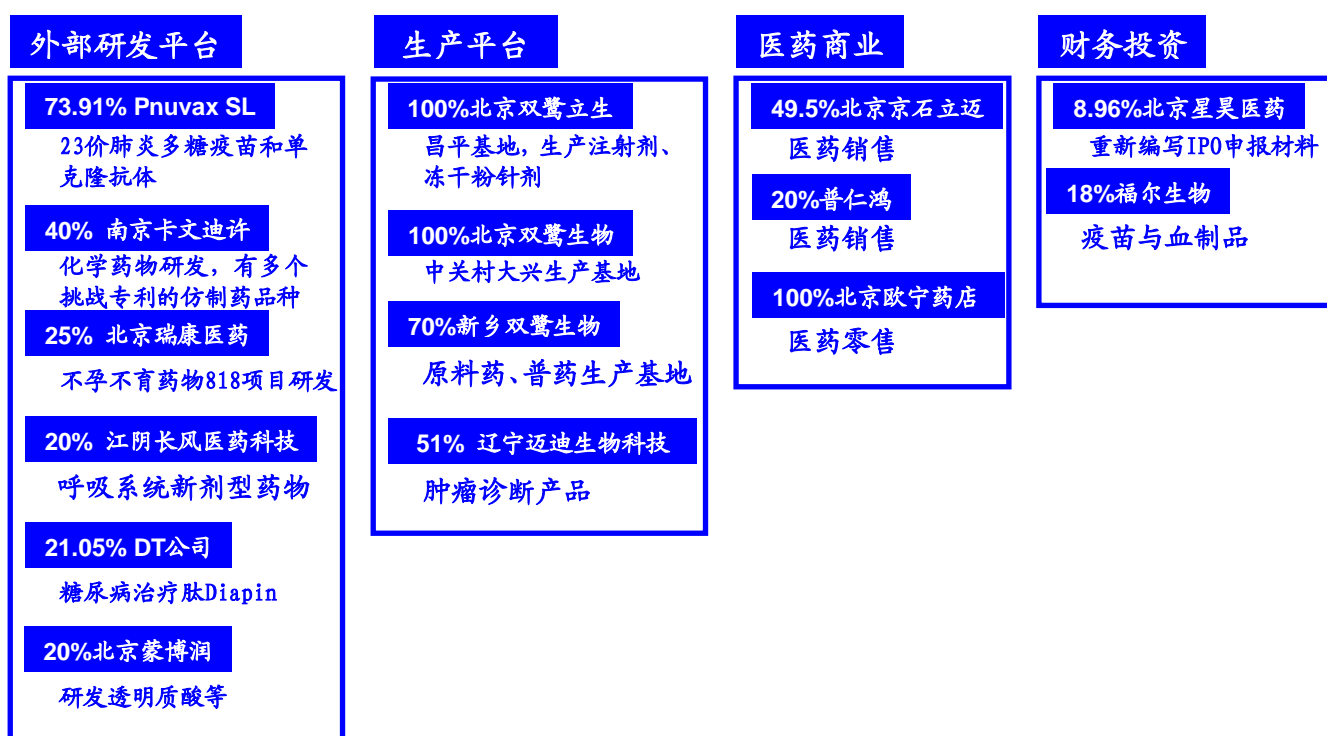 外部研发平台
73.91% Pnuvax SL
23价肺炎多糖疫苗和单
克隆抗体
40% 南京卡文迪许
化学药物研发，有多个
挑战专利的仿制药品种
25% 北京瑞康医药
不孕不育药物818项目研发
20% 江阴长风医药科技
呼吸系统新剂型药物
21.05% DT公司
糖尿病治疗肽Diapin
20%北京蒙博润
研发透明质酸等
生产平台
100%北京双鹭立生
昌平基地，生产注射剂、
冻干粉针剂
100%北京双鹭生物
中关村大兴生产基地
70%新乡双鹭生物
原料药、普药生产基地
51% 辽宁迈迪生物科技
肿瘤诊断产品
医药商业
49.5%北京京石立迈
医药销售
20%普仁鸿
医药销售
100%北京欧宁药店
医药零售
财务投资
8.96%北京星昊医药
重新编写IPO申报材料
18%福尔生物
疫苗与血制品